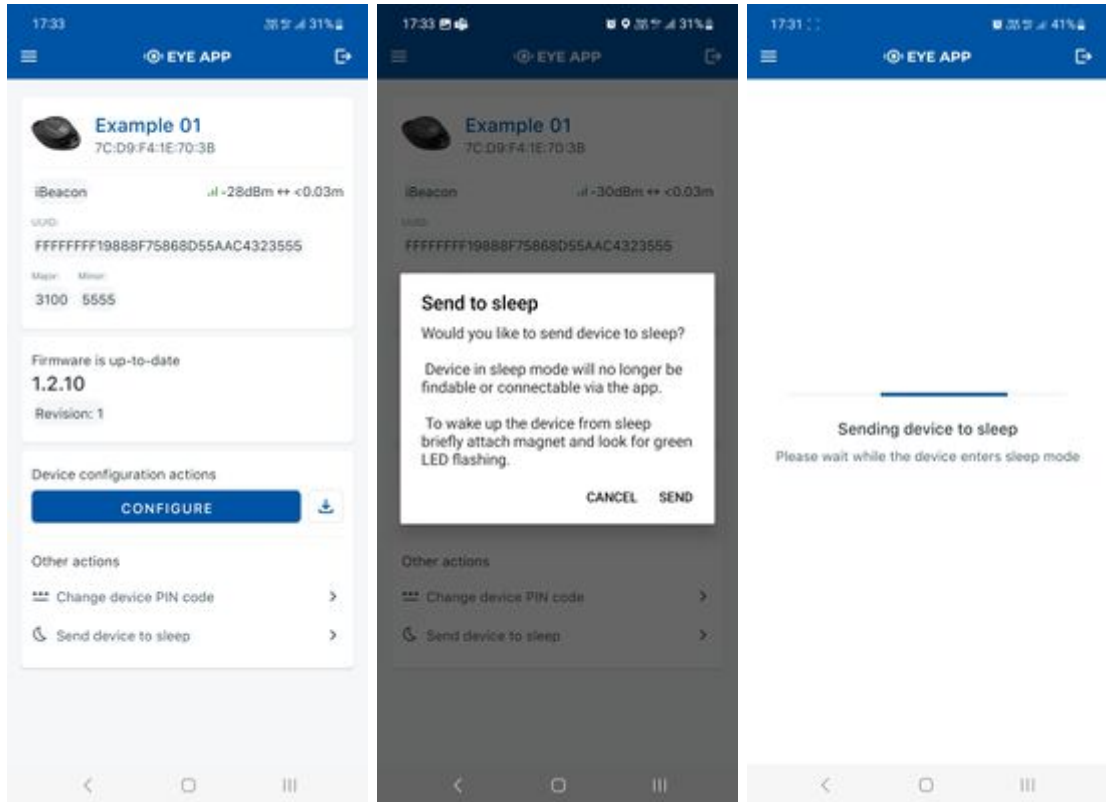 17:33
31%
EYE APP
Example 01
7C:D9:F4:1E:70:3B
iBeacon
-28dBm ↔ <0.03m
UUID:
FFFFFFFF19888F75868D55AAC4323555
Major: Minor:
3100 5555
Firmware is up-to-date
1.2.10
Revision: 1
Device configuration actions
CONFIGURE
Other actions
Change device PIN code
Send device to sleep
17:33
31%
EYE APP
Example 01
7C:D9:F4:1E:70:3B
iBeacon
-30dBm ↔ <0.03m
UUID:
FFFFFFFF19888F75868D55AAC4323555
Send to sleep
Would you like to send device to sleep?
Device in sleep mode will no longer be
findable or connectable via the app.
To wake up the device from sleep
briefly attach magnet and look for green
LED flashing.
CANCEL SEND
Other actions
Change device PIN code
Send device to sleep
17:31
41%
EYE APP
Sending device to sleep
Please wait while the device enters sleep mode